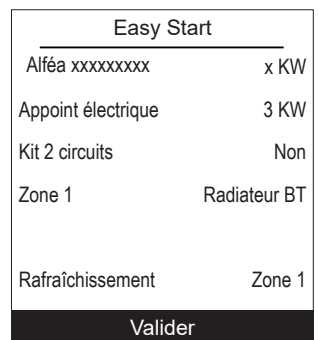 Easy Start
Alféa xxxxxxxxx x KW
Appoint électrique 3 KW
Kit 2 circuits Non
Zone 1 Radiateur BT
Rafraîchissement Zone 1
Valider